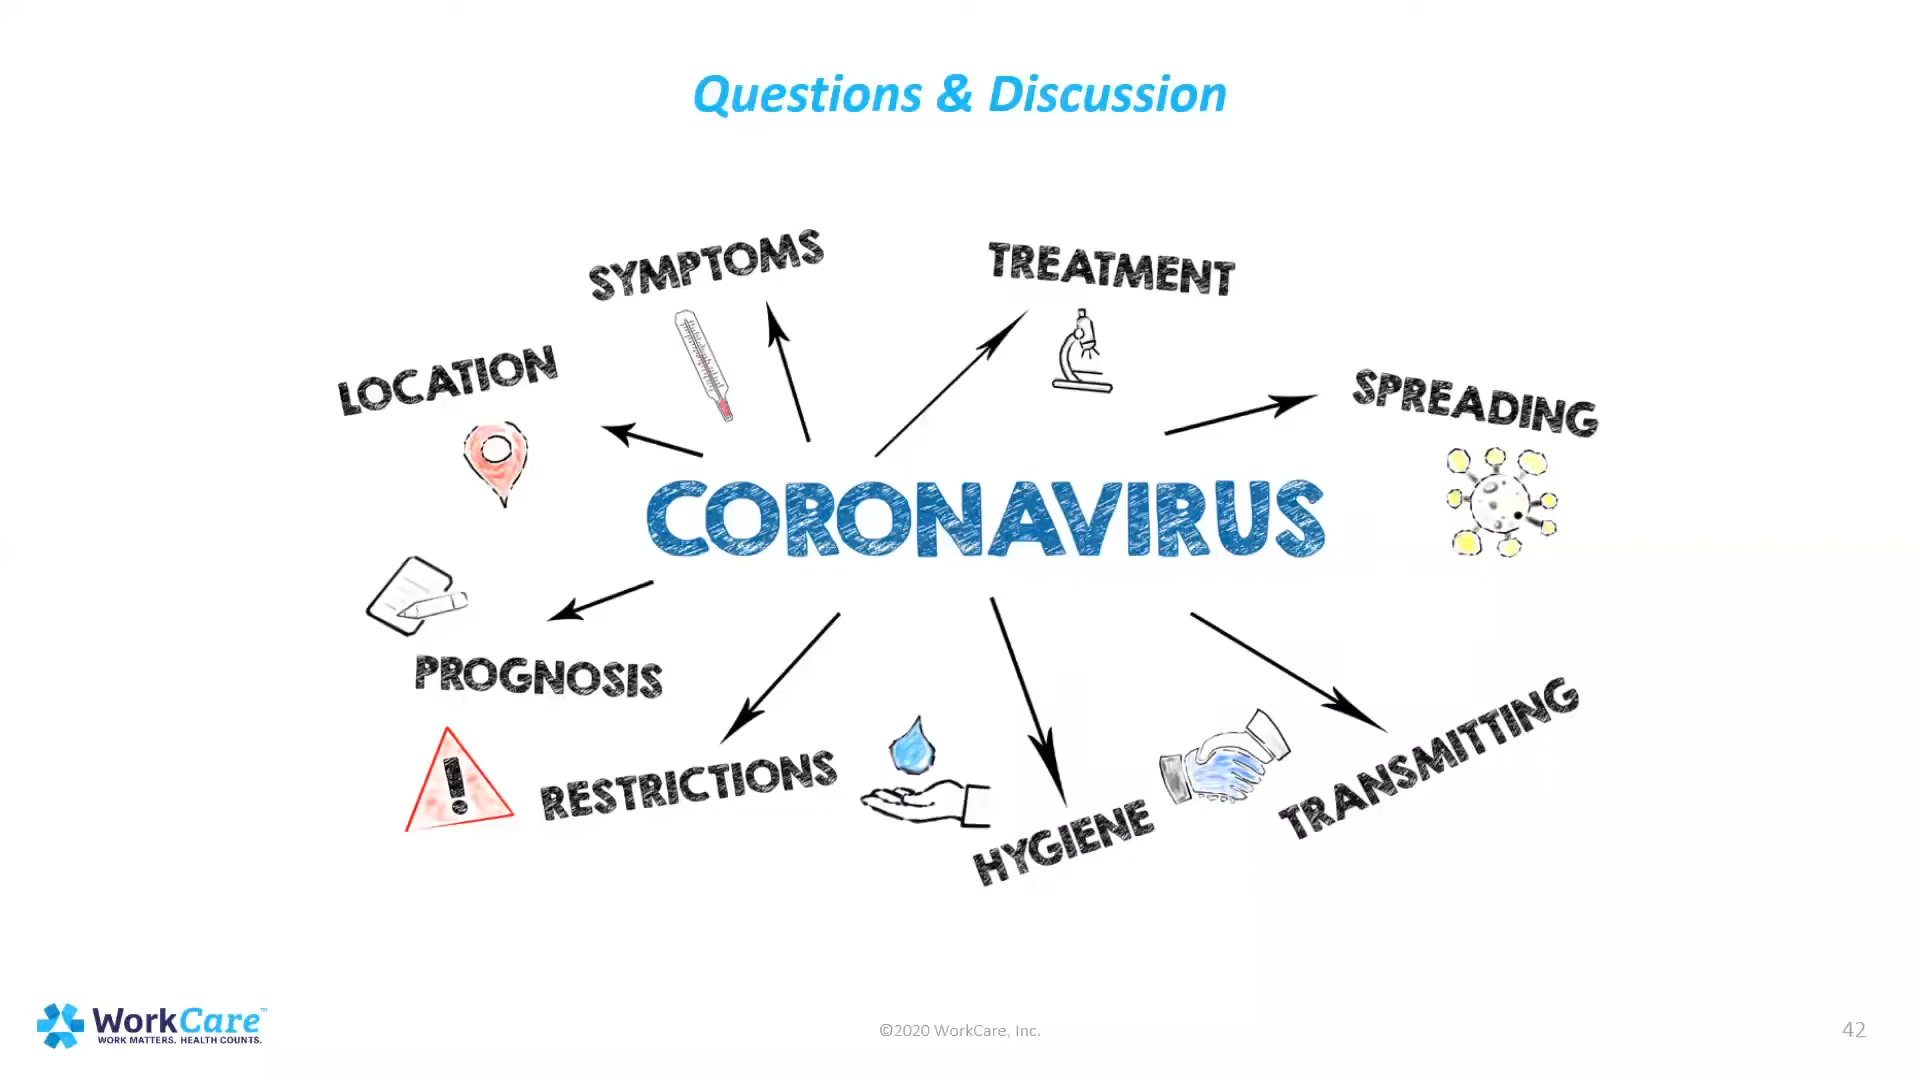 Questions & Discussion
SYMPTOMS
TREATMENT
LOCATION
SPREADING
CORONAVIRUS
PROGNOSIS
RESTRICTIONS
HYGIENE
TRANSMITTING
WorkCare™
WORK MATTERS. HEALTH COUNTS.
©2020 WorkCare, Inc.
42